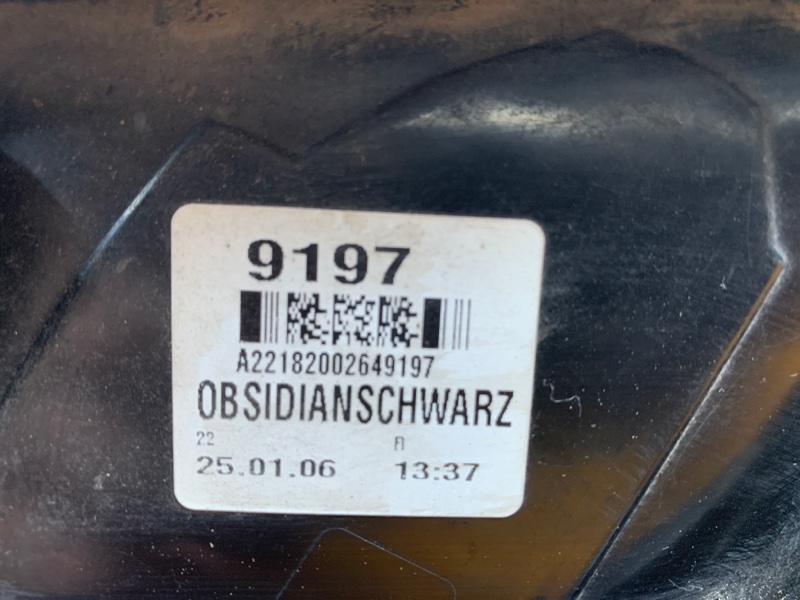 9197
A22182002649197
OBSIDIANSCHWARZ
22 R
25.01.06 13:37